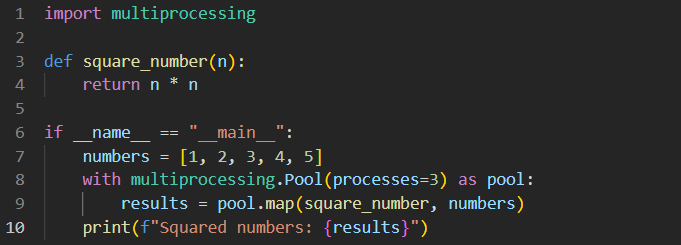 1 import multiprocessing
2
3 def square_number(n):
4     return n * n
5
6 if __name__ == "__main__":
7     numbers = [1, 2, 3, 4, 5]
8     with multiprocessing.Pool(processes=3) as pool:
9         results = pool.map(square_number, numbers)
10     print(f"Squared numbers: {results}")